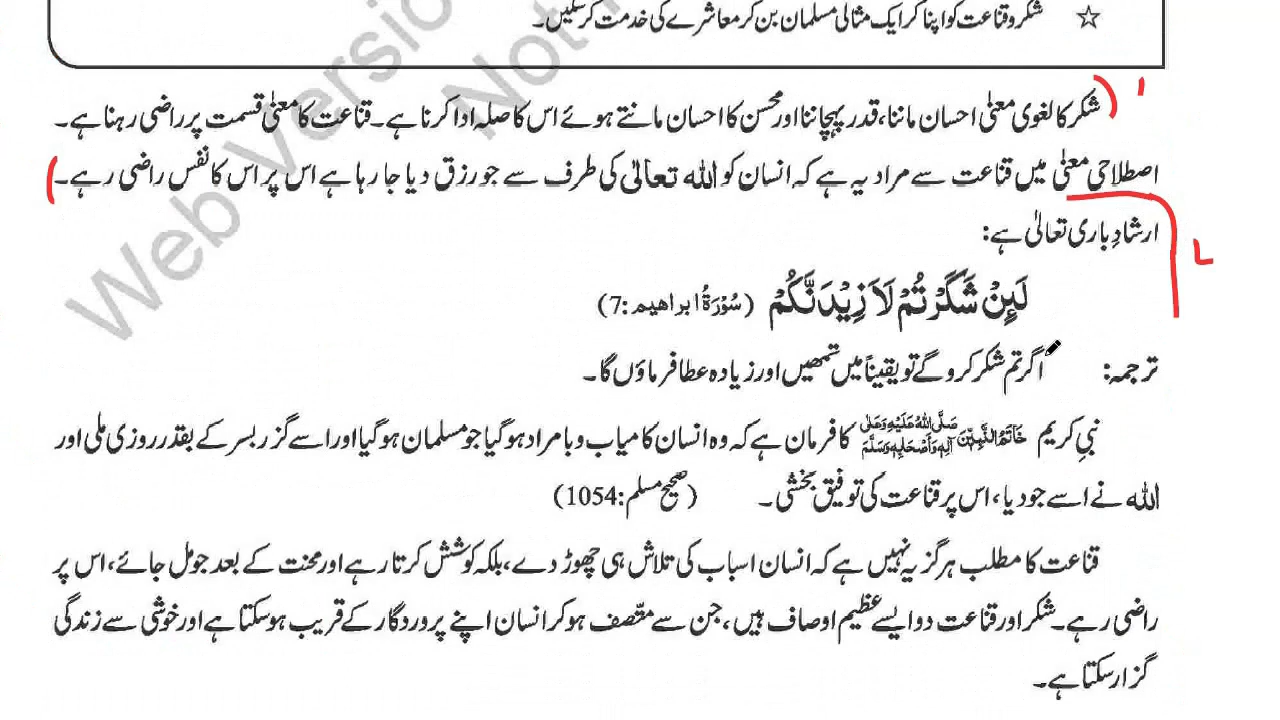 ☆ شکر و قناعت کو اپنا کر ایک مثالی مسلمان بن کر معاشرے کی خدمت کر سکیں۔
شکر کا لغوی معنیٰ احسان ماننا، قدر پہچاننا اور محسن کا احسان مانتے ہوئے اس کا صلہ ادا کرنا ہے۔ قناعت کا معنیٰ قسمت پر راضی رہنا ہے۔
اصطلاحی معنیٰ میں قناعت سے مراد یہ ہے کہ انسان کو اللہ تعالیٰ کی طرف سے جو رزق دیا جا رہا ہے اس پر اس کا نفس راضی رہے۔
ارشادِ باری تعالیٰ ہے:
لَئِنْ شَكَرْتُمْ لَاَزِيْدَنَّكُمْ (سُوْرَةُ ابراهيم:7)
ترجمہ: اگر تم شکر کرو گے تو یقیناً میں تمھیں اور زیادہ عطا فرماؤں گا۔
نبیِ کریم خَاتَمُ النَّبِيّٖنَ صَلَّى اللهُ عَلَيْهِ وَعَلٰى آلِهٖ وَاَصْحَابِهٖ وَسَلَّمَ کا فرمان ہے کہ وہ انسان کامیاب و بامراد ہو گیا جو مسلمان ہو گیا اور اسے گزر بسر کے بقدر روزی ملی اور
اللہ نے اسے جو دیا، اس پر قناعت کی توفیق بخشی۔ (صحیح مسلم:1054)
قناعت کا مطلب ہرگز یہ نہیں ہے کہ انسان اسباب کی تلاش ہی چھوڑ دے، بلکہ کوشش کرتا رہے اور محنت کے بعد جو مل جائے، اس پر
راضی رہے۔ شکر اور قناعت دو ایسے عظیم اوصاف ہیں، جن سے متّصف ہو کر انسان اپنے پروردگار کے قریب ہو سکتا ہے اور خوشی سے زندگی
گزار سکتا ہے۔
Web Version
Not